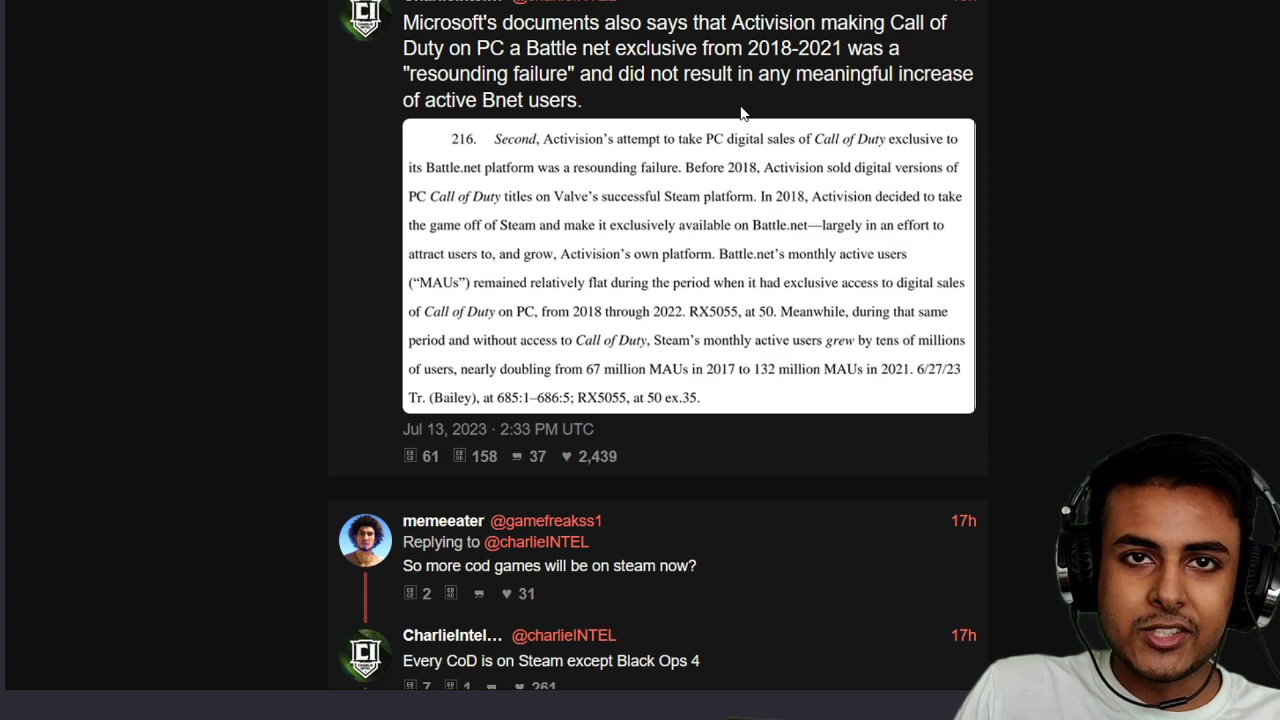 Microsoft's documents also says that Activision making Call of
Duty on PC a Battle net exclusive from 2018-2021 was a
"resounding failure" and did not result in any meaningful increase
of active Bnet users.
216. Second, Activision's attempt to take PC digital sales of Call of Duty exclusive to
its Battle.net platform was a resounding failure. Before 2018, Activision sold digital versions of
PC Call of Duty titles on Valve's successful Steam platform. In 2018, Activision decided to take
the game off of Steam and make it exclusively available on Battle.net—largely in an effort to
attract users to, and grow, Activision's own platform. Battle.net's monthly active users
("MAUs") remained relatively flat during the period when it had exclusive access to digital sales
of Call of Duty on PC, from 2018 through 2022. RX5055, at 50. Meanwhile, during that same
period and without access to Call of Duty, Steam's monthly active users grew by tens of millions
of users, nearly doubling from 67 million MAUs in 2017 to 132 million MAUs in 2021. 6/27/23
Tr. (Bailey), at 685:1–686:5; RX5055, at 50 ex.35.
Jul 13, 2023 · 2:33 PM UTC
61 158 37 2,439
memeeater @gamefreakss1 17h
Replying to @charlieINTEL
So more cod games will be on steam now?
2 31
CharlieIntel... @charlieINTEL 17h
Every CoD is on Steam except Black Ops 4
7 1 261